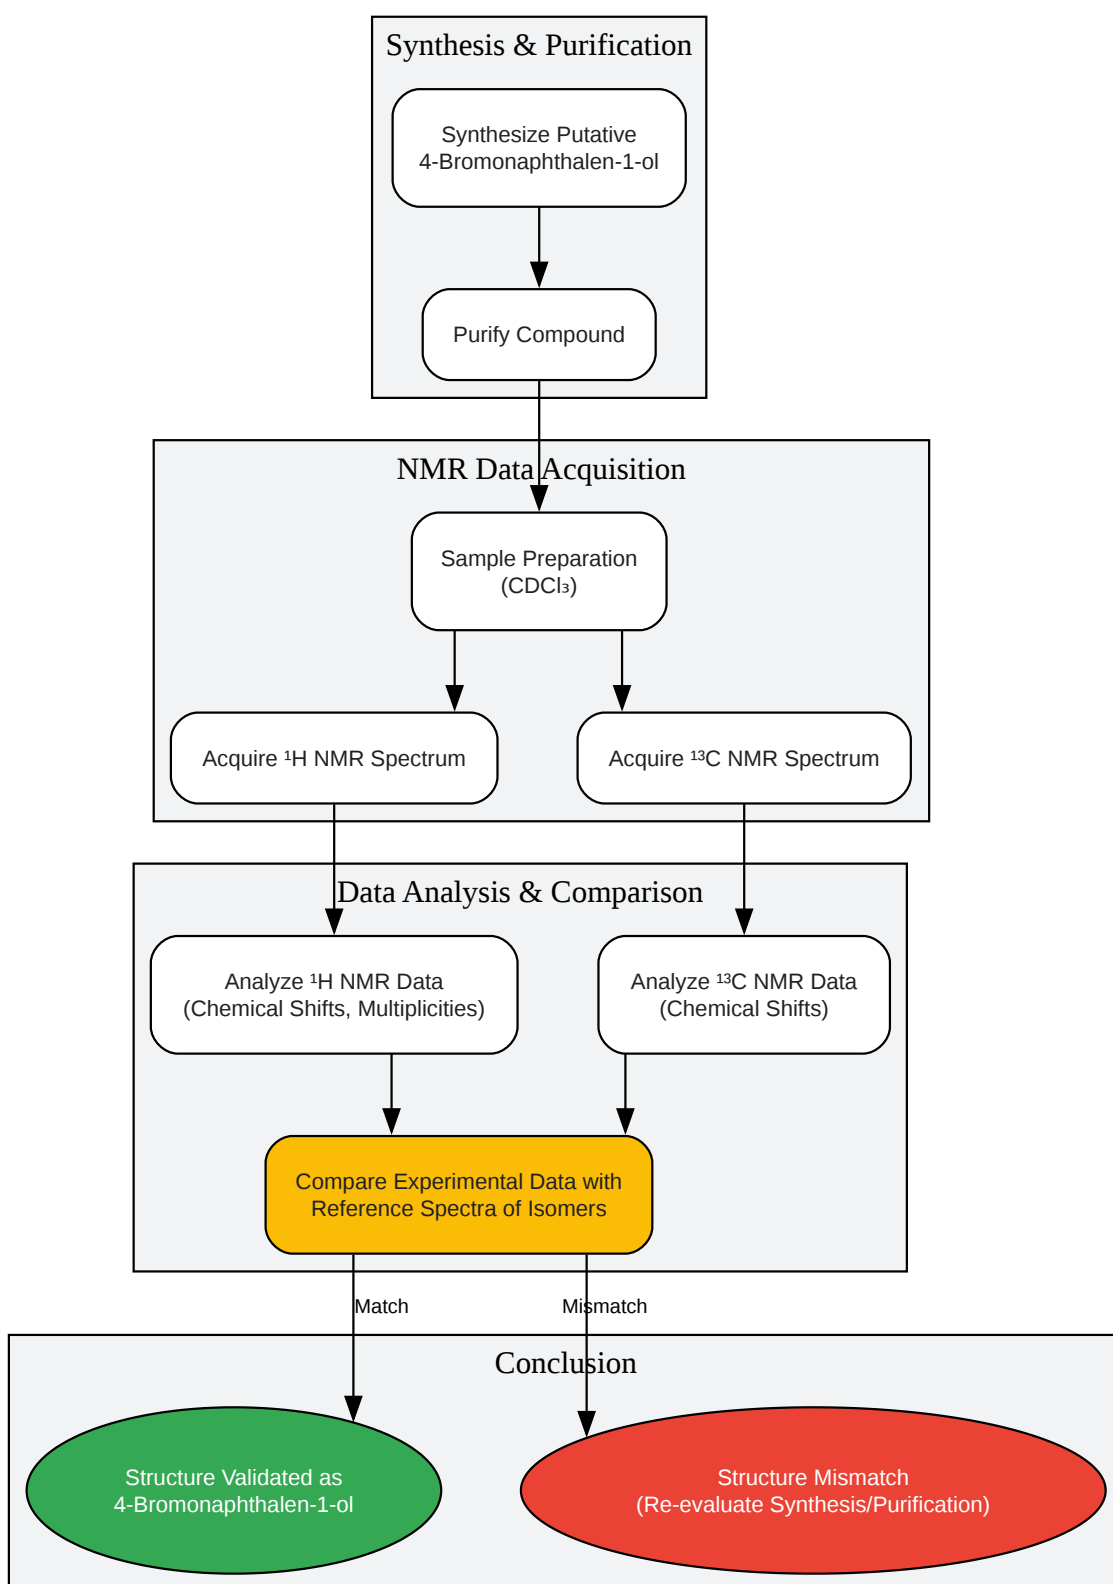 Synthesis & Purification
Synthesize Putative
4-Bromonaphthalen-1-ol
Purify Compound
NMR Data Acquisition
Sample Preparation
(CDCl₃)
Acquire ¹H NMR Spectrum
Acquire ¹³C NMR Spectrum
Data Analysis & Comparison
Analyze ¹H NMR Data
(Chemical Shifts, Multiplicities)
Analyze ¹³C NMR Data
(Chemical Shifts)
Compare Experimental Data with
Reference Spectra of Isomers
Match
Mismatch
Conclusion
Structure Validated as
4-Bromonaphthalen-1-ol
Structure Mismatch
(Re-evaluate Synthesis/Purification)